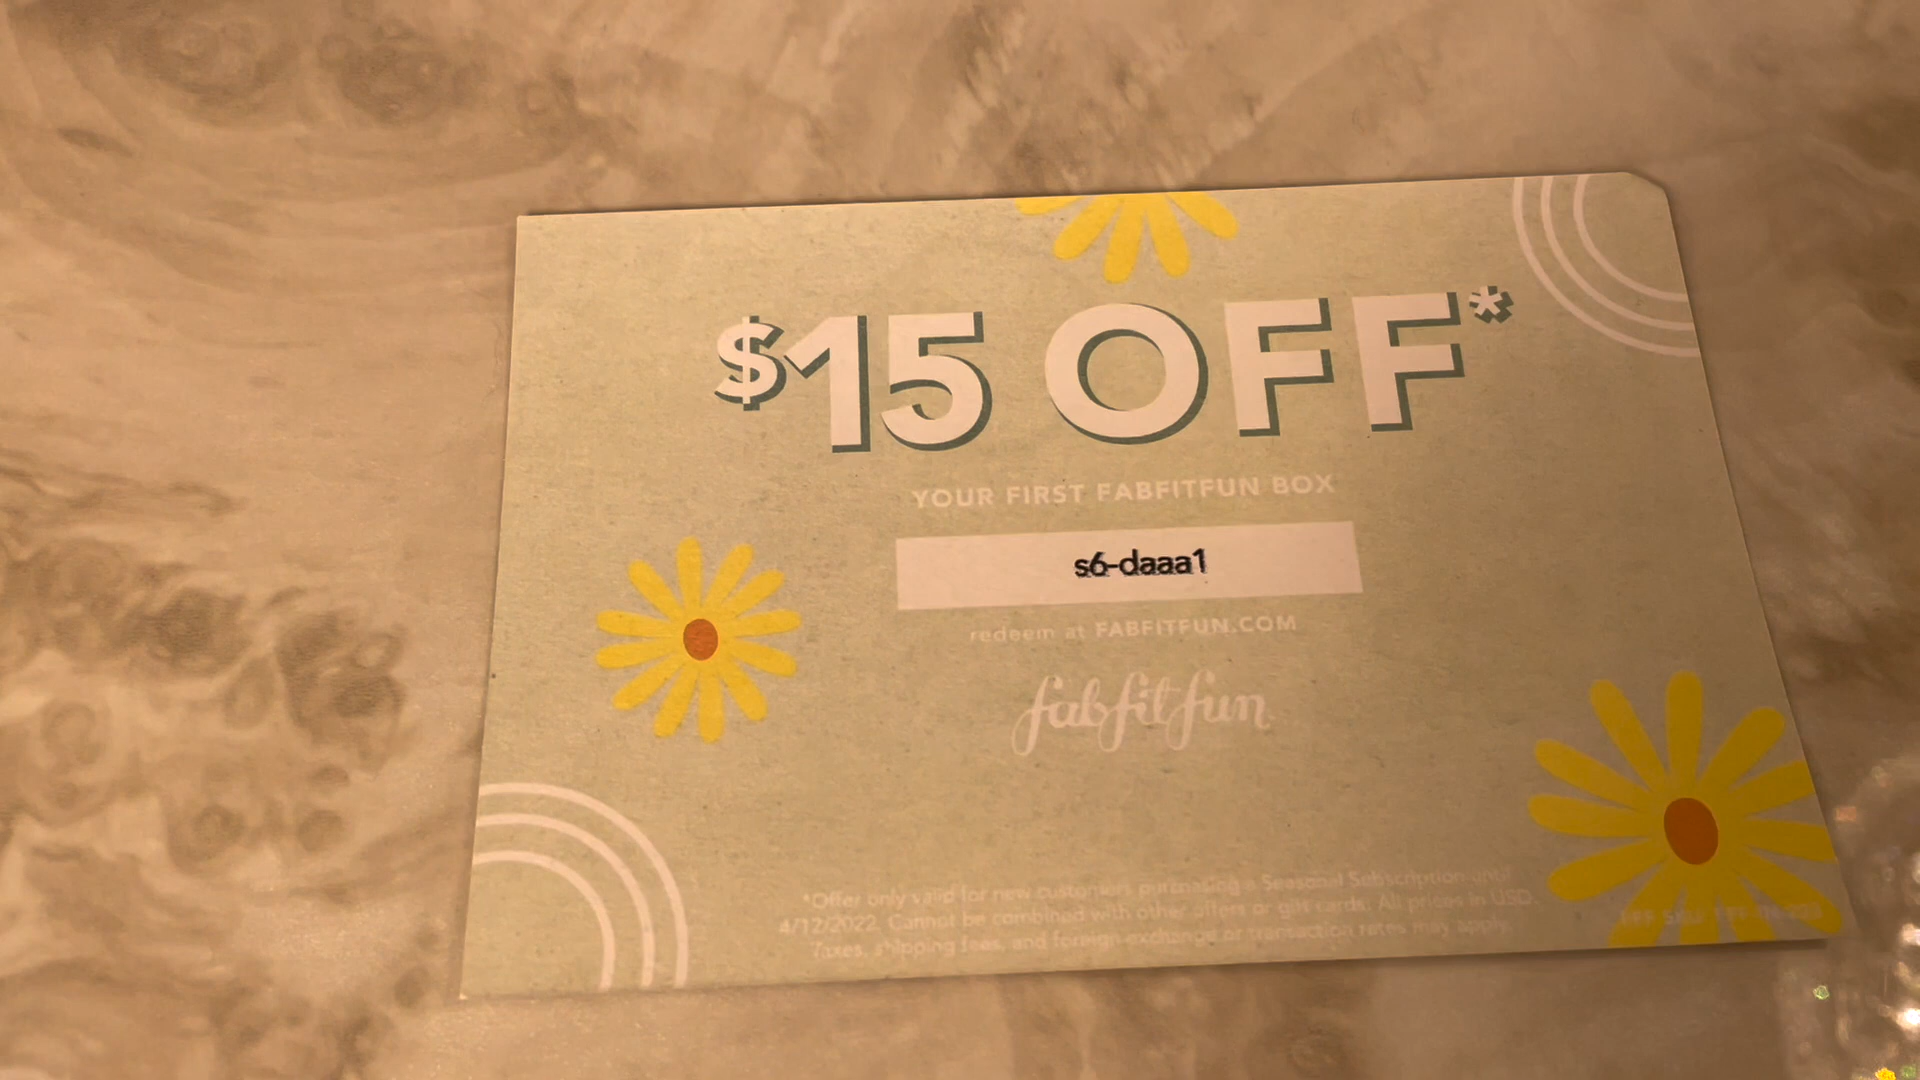 $15 OFF*
YOUR FIRST FABFITFUN BOX
s6-daaa1
redeem at FABFITFUN.COM
fabfitfun
*Offer only valid for new customers purchasing a Seasonal Subscription until
4/12/2022. Cannot be combined with other offers or gift cards. All prices in USD.
Taxes, shipping fees, and foreign exchange or transaction rates may apply.
FFF SKU: